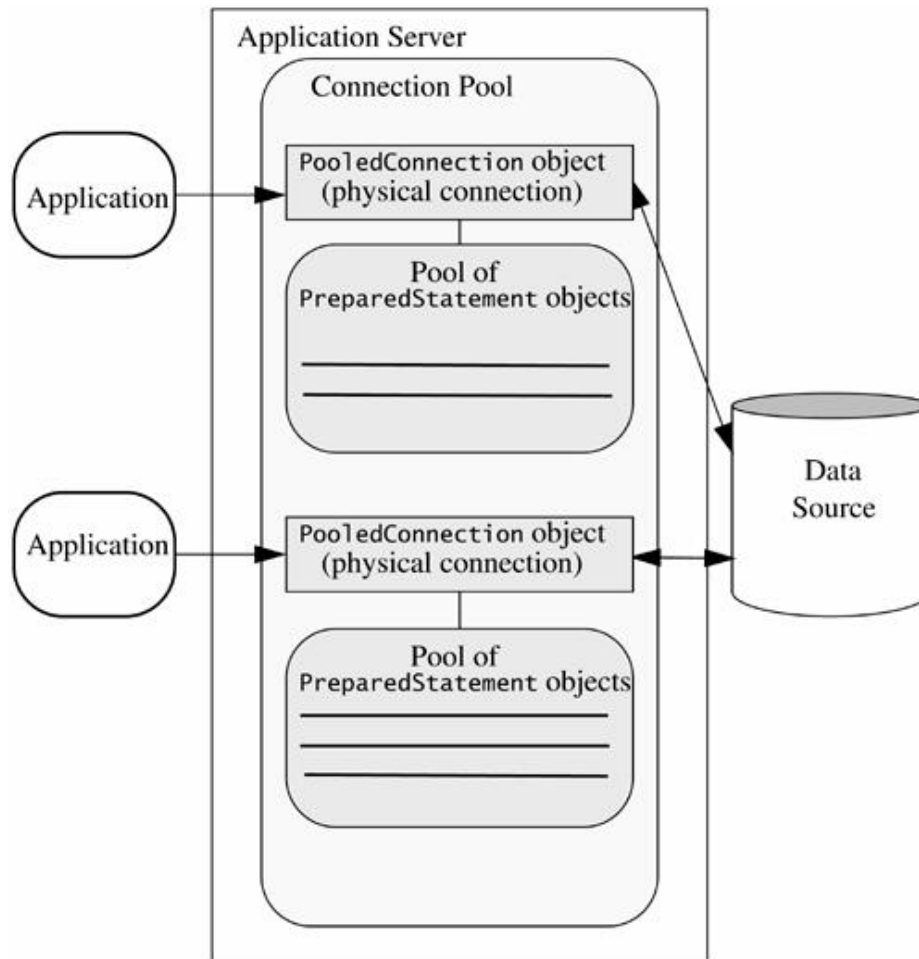 Application Server
Connection Pool
Application
PooledConnection object
(physical connection)
Pool of
PreparedStatement objects
Data
Source
Application
PooledConnection object
(physical connection)
Pool of
PreparedStatement objects